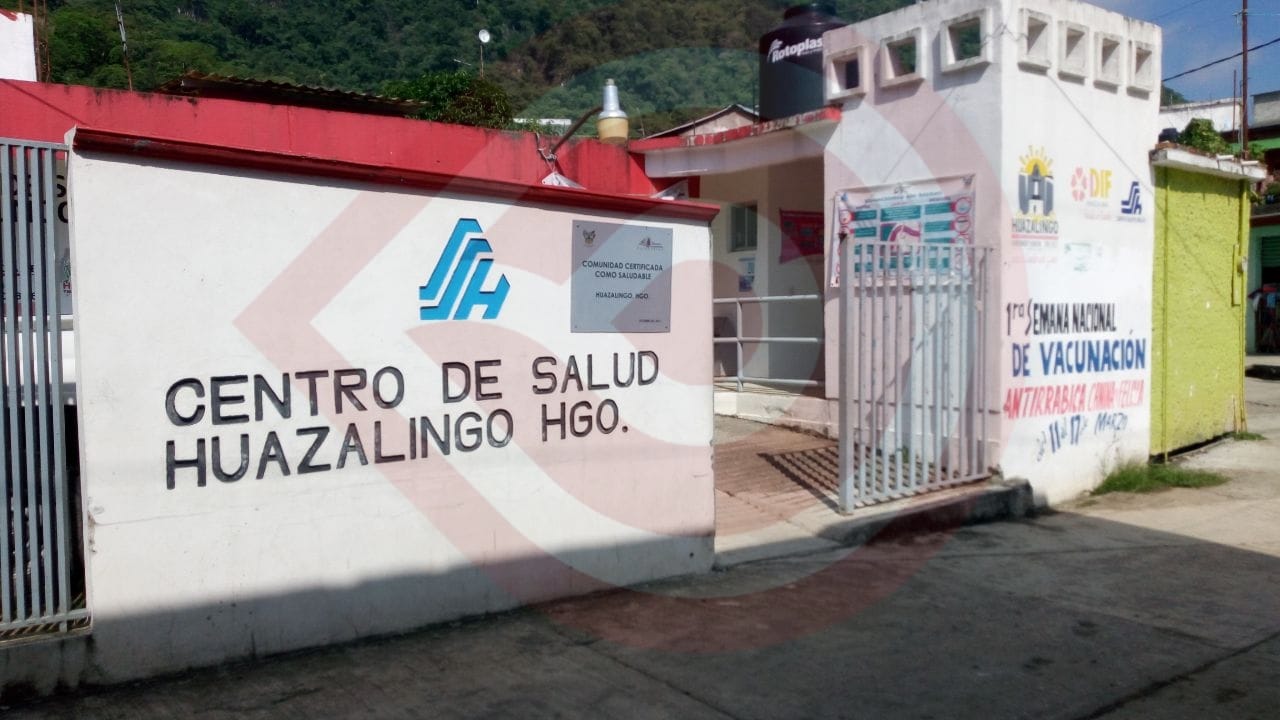 CENTRO DE SALUD
HUAZALINGO HGO.
COMUNIDAD CERTIFICADA
COMO SALUDABLE
HUAZALINGO. HGO.
Rotoplas
HUAZALINGO
DIF
1ra SEMANA NACIONAL
DE VACUNACIÓN
ANTIRRABICA CANINA Y FELINA
11 al 17 MARZO